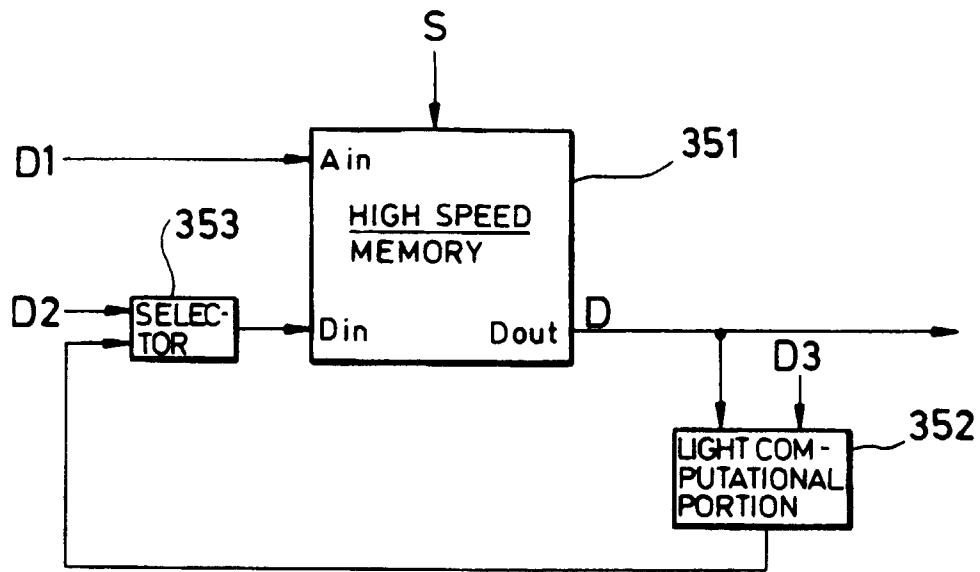 S
D1
Ain
351
HIGH SPEED
MEMORY
353
D2
SELEC-
TOR
Din
Dout
D
D3
352
LIGHT COM-
PUTATIONAL
PORTION